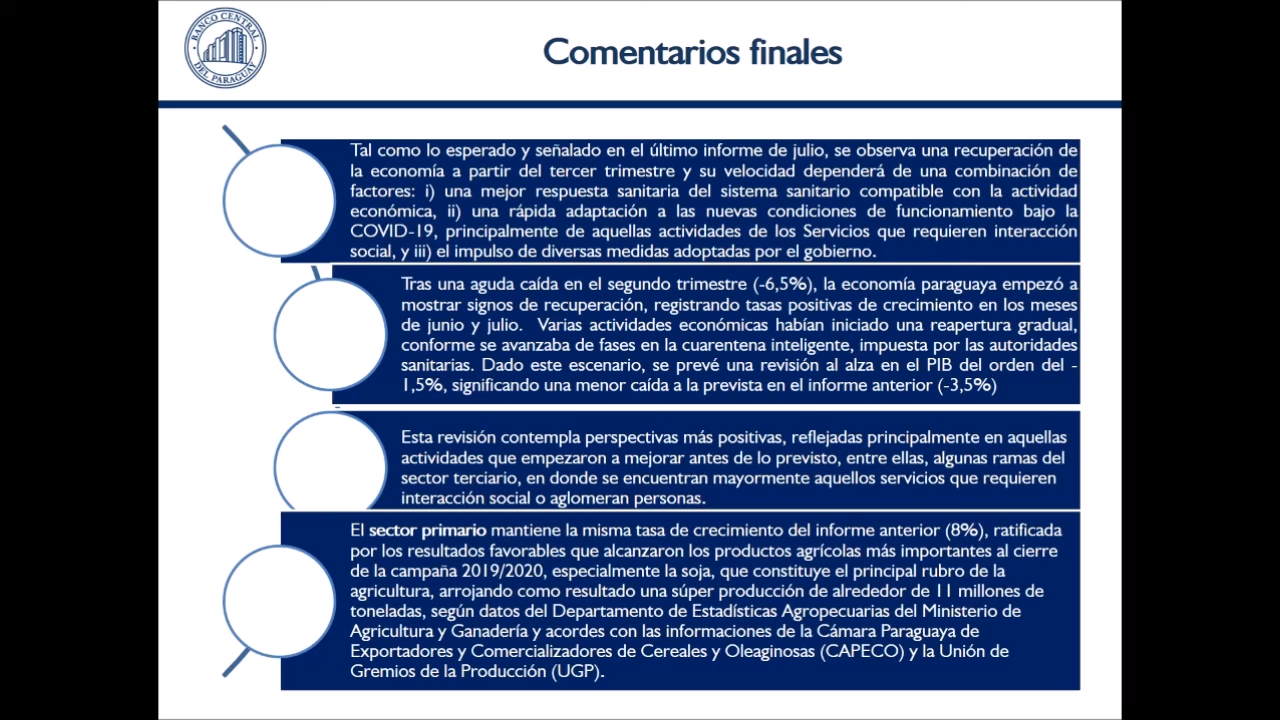 BANCO CENTRAL
DEL PARAGUAY
Comentarios finales
Tal como lo esperado y señalado en el último informe de julio, se observa una recuperación de
la economía a partir del tercer trimestre y su velocidad dependerá de una combinación de
factores: i) una mejor respuesta sanitaria del sistema sanitario compatible con la actividad
económica, ii) una rápida adaptación a las nuevas condiciones de funcionamiento bajo la
COVID-19, principalmente de aquellas actividades de los Servicios que requieren interacción
social, y iii) el impulso de diversas medidas adoptadas por el gobierno.
Tras una aguda caída en el segundo trimestre (-6,5%), la economía paraguaya empezó a
mostrar signos de recuperación, registrando tasas positivas de crecimiento en los meses
de junio y julio. Varias actividades económicas habían iniciado una reapertura gradual,
conforme se avanzaba de fases en la cuarentena inteligente, impuesta por las autoridades
sanitarias. Dado este escenario, se prevé una revisión al alza en el PIB del orden del -
1,5%, significando una menor caída a la prevista en el informe anterior (-3,5%)
Esta revisión contempla perspectivas más positivas, reflejadas principalmente en aquellas
actividades que empezaron a mejorar antes de lo previsto, entre ellas, algunas ramas del
sector terciario, en donde se encuentran mayormente aquellos servicios que requieren
interacción social o aglomeran personas.
El sector primario mantiene la misma tasa de crecimiento del informe anterior (8%), ratificada
por los resultados favorables que alcanzaron los productos agrícolas más importantes al cierre
de la campaña 2019/2020, especialmente la soja, que constituye el principal rubro de la
agricultura, arrojando como resultado una súper producción de alrededor de 11 millones de
toneladas, según datos del Departamento de Estadísticas Agropecuarias del Ministerio de
Agricultura y Ganadería y acordes con las informaciones de la Cámara Paraguaya de
Exportadores y Comercializadores de Cereales y Oleaginosas (CAPECO) y la Unión de
Gremios de la Producción (UGP).